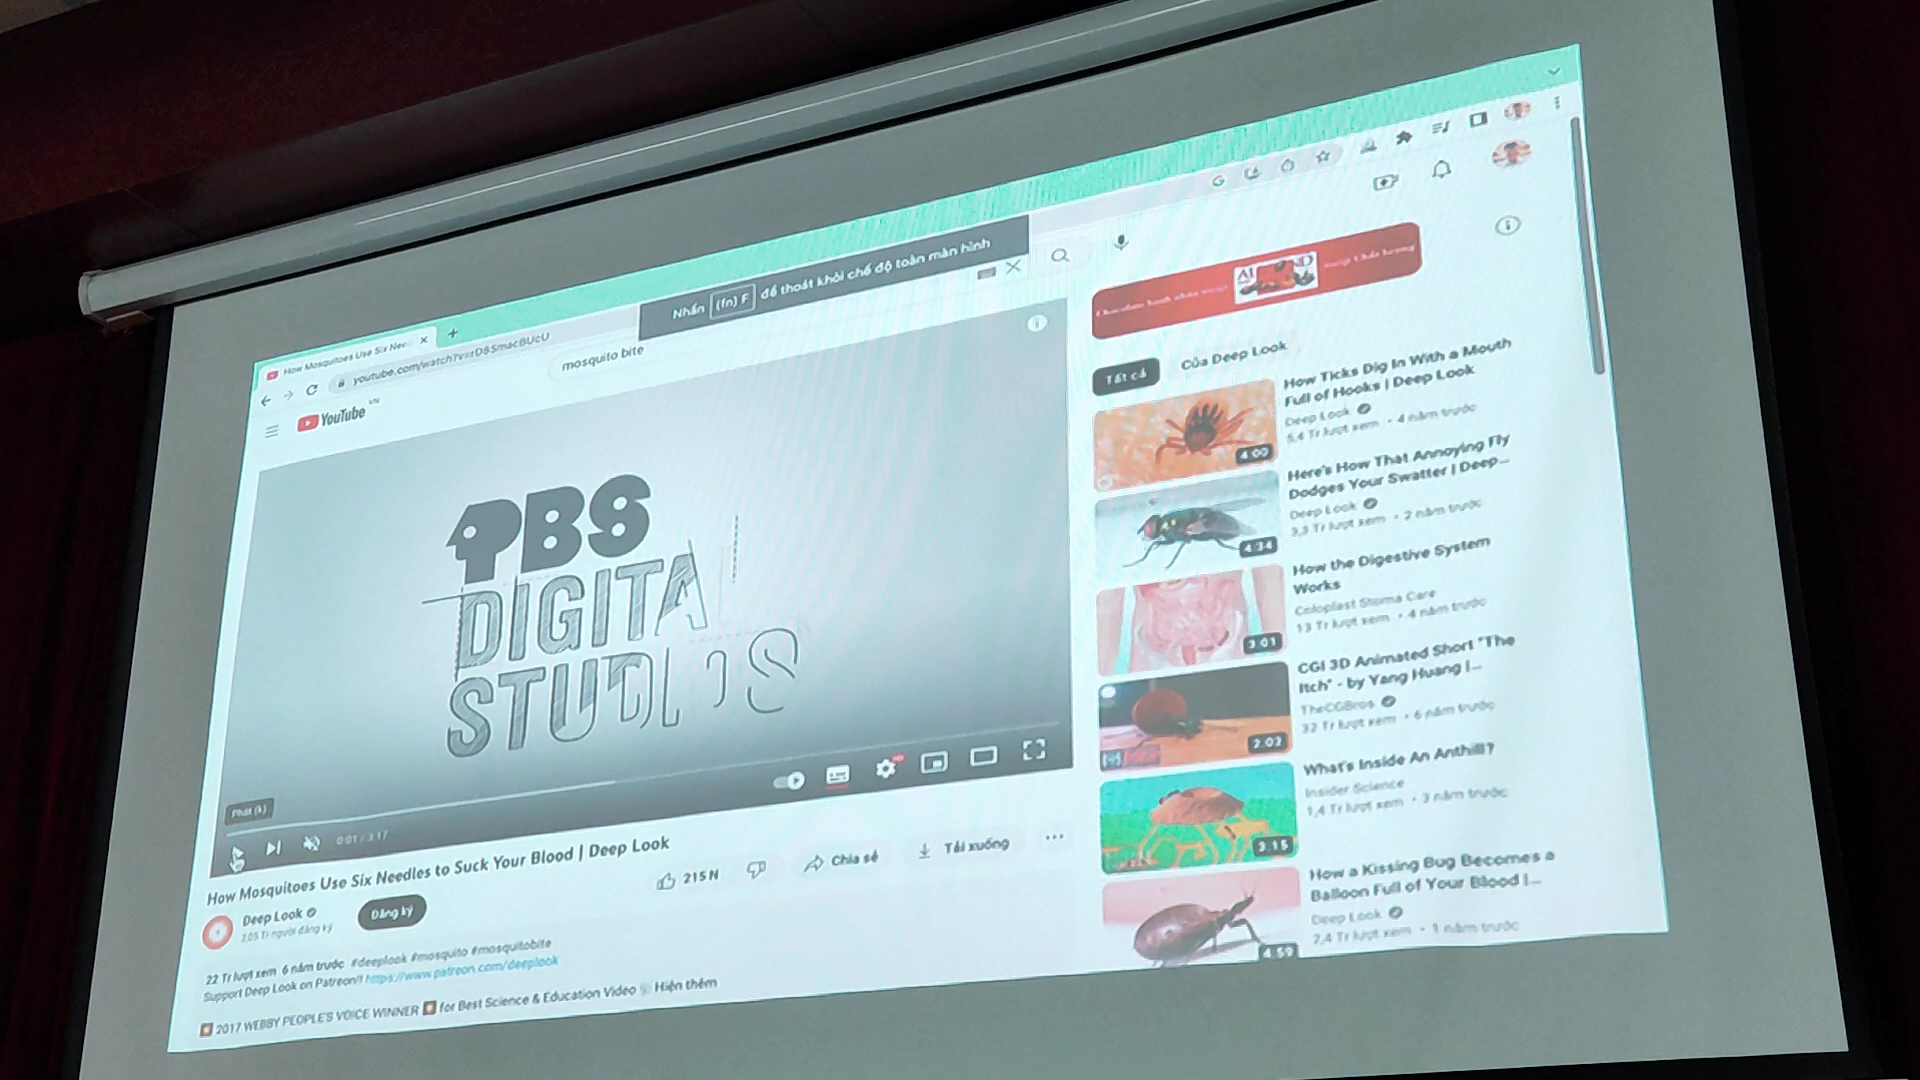 How Mosquitoes Use Six Nee
youtube.com/watch?v=rD8SmacBUcU
Nhấn (fn) F để thoát khỏi chế độ toàn màn hình
YouTube VN
mosquito bite
PBS
DIGITA
STUDIOS
Phát (k)
0:01 / 3:17
How Mosquitoes Use Six Needles to Suck Your Blood | Deep Look
Deep Look
2,05 Tr người đăng ký
Đăng ký
215 N
Chia sẻ
Tải xuống
22 Tr lượt xem 6 năm trước #deeplook #mosquito #mosquitobite
Support Deep Look on Patreon!! https://www.patreon.com/deeplook
2017 WEBBY PEOPLE'S VOICE WINNER for Best Science & Education Video Hiện thêm
Tất cả
Của Deep Look
How Ticks Dig In With a Mouth
Full of Hooks | Deep Look
Deep Look
5,4 Tr lượt xem • 4 năm trước
4:00
Here's How That Annoying Fly
Dodges Your Swatter | Deep...
Deep Look
3,3 Tr lượt xem • 2 năm trước
4:34
How the Digestive System
Works
Coloplast Stoma Care
13 Tr lượt xem • 4 năm trước
3:01
CGI 3D Animated Short "The
Itch" - by Yang Huang |...
TheCGBros
32 Tr lượt xem • 6 năm trước
2:02
What's Inside An Anthill?
Insider Science
1,4 Tr lượt xem • 3 năm trước
3:15
How a Kissing Bug Becomes a
Balloon Full of Your Blood |...
Deep Look
2,4 Tr lượt xem • 1 năm trước
4:59